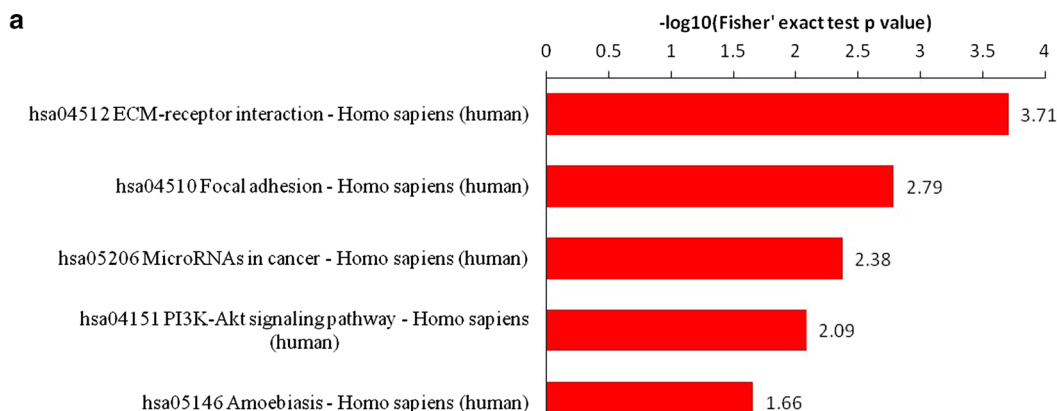 a
-log10(Fisher' exact test p value)
0 0.5 1 1.5 2 2.5 3 3.5 4
hsa04512 ECM-receptor interaction - Homo sapiens (human) 3.71
hsa04510 Focal adhesion - Homo sapiens (human) 2.79
hsa05206 MicroRNAs in cancer - Homo sapiens (human) 2.38
hsa04151 PI3K-Akt signaling pathway - Homo sapiens
(human) 2.09
hsa05146 Amoebiasis - Homo sapiens (human) 1.66